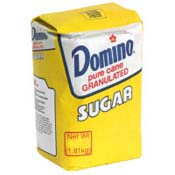 Domino
pure cane
GRANULATED
SUGAR
Net Wt
(1.81kg)